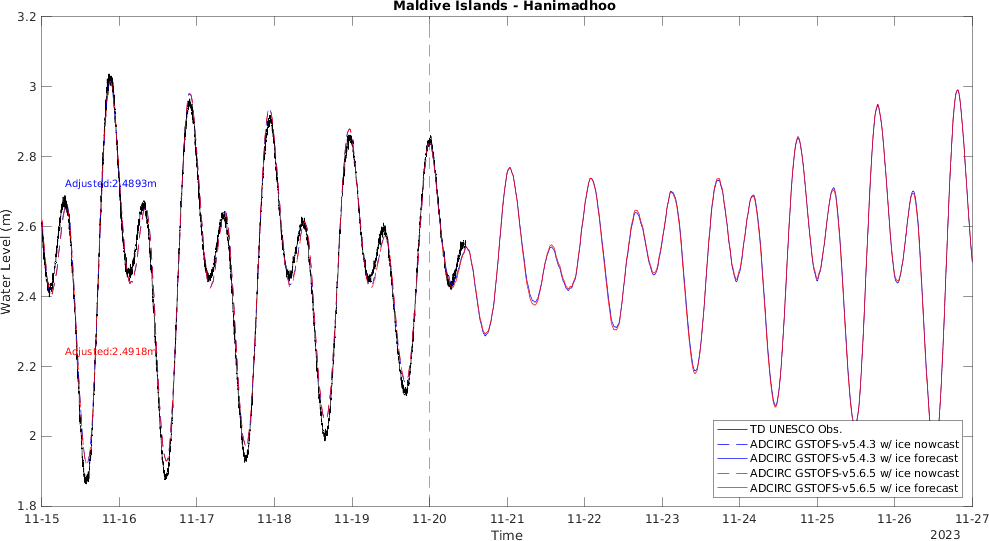 Maldive Islands - Hanimadhoo
3.2
3
2.8
2.6
2.4
2.2
2
1.8
Water Level (m)
Adjusted:2.4893m
Adjusted:2.4918m
TD UNESCO Obs.
ADCIRC GSTOFS-v5.4.3 w/ ice nowcast
ADCIRC GSTOFS-v5.4.3 w/ ice forecast
ADCIRC GSTOFS-v5.6.5 w/ ice nowcast
ADCIRC GSTOFS-v5.6.5 w/ ice forecast
11-15 11-16 11-17 11-18 11-19 11-20 11-21 11-22 11-23 11-24 11-25 11-26 11-27
Time
2023